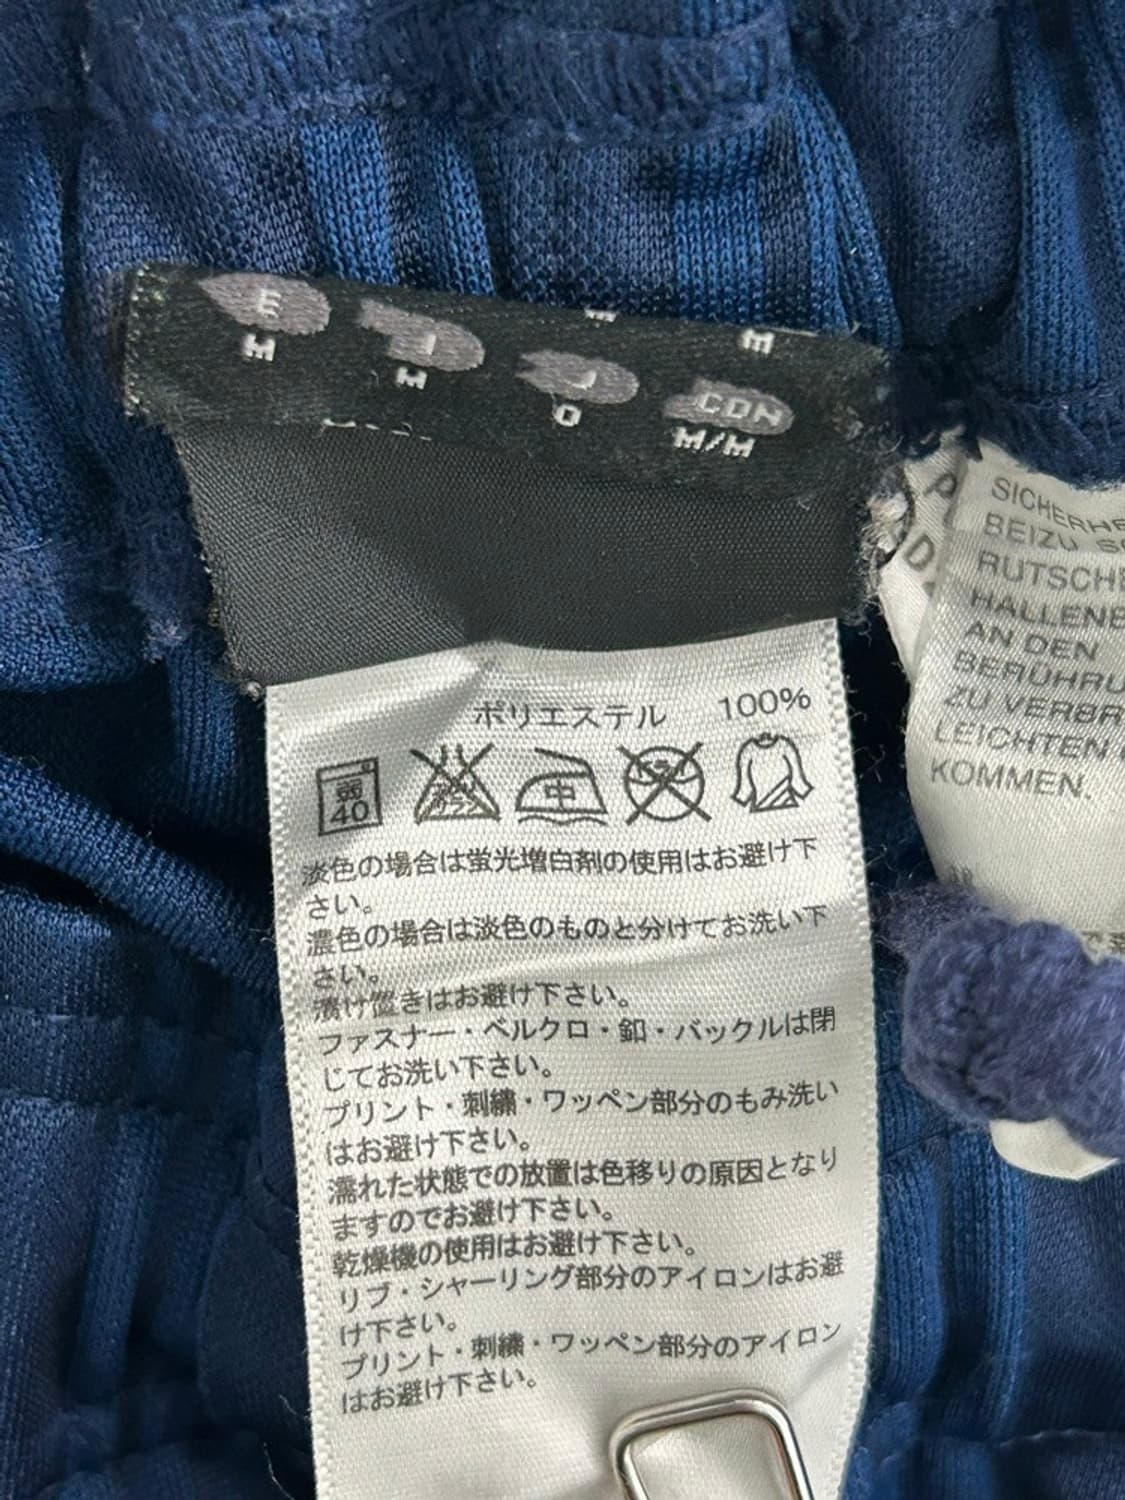 E
M
I
M
J
O
CDN
M/M
M
ポリエステル 100%
弱
40
中
淡色の場合は蛍光増白剤の使用はお避け下
さい。
濃色の場合は淡色のものと分けてお洗い下
さい。
漬け置きはお避け下さい。
ファスナー・ベルクロ・釦・バックルは閉
じてお洗い下さい。
プリント・刺繍・ワッペン部分のもみ洗い
はお避け下さい。
濡れた状態での放置は色移りの原因となり
ますのでお避け下さい。
乾燥機の使用はお避け下さい。
リブ・シャーリング部分のアイロンはお避
け下さい。
プリント・刺繍・ワッペン部分のアイロン
はお避け下さい。
SICHERHE
BEIZU
RUTSCHE
HALLENB
AN DEN
BERÜHRU
ZU VERBR
LEICHTEN
KOMMEN.